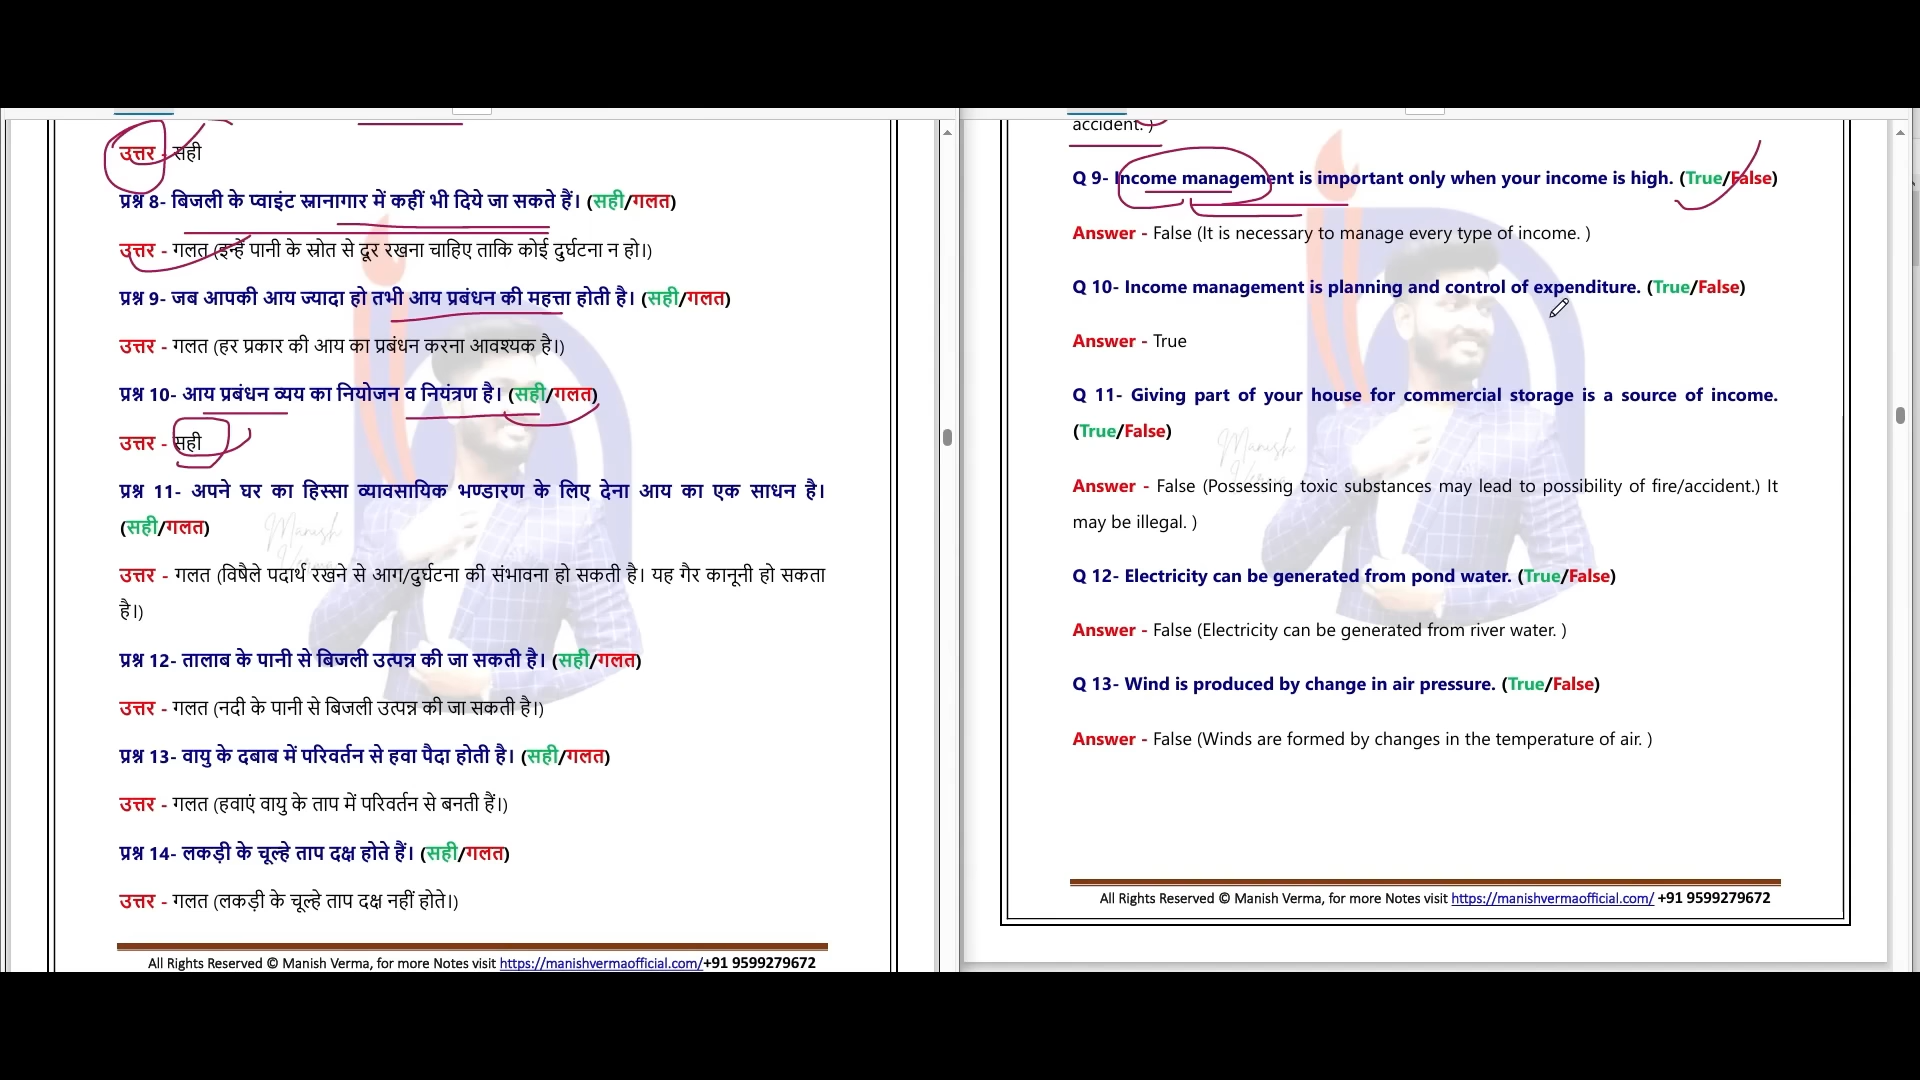 उत्तर - सही
प्रश्न 8- बिजली के प्वाइंट स्नानागार में कहीं भी दिये जा सकते हैं। (सही/गलत)
उत्तर - गलत (इन्हें पानी के स्रोत से दूर रखना चाहिए ताकि कोई दुर्घटना न हो।)
प्रश्न 9- जब आपकी आय ज्यादा हो तभी आय प्रबंधन की महत्ता होती है। (सही/गलत)
उत्तर - गलत (हर प्रकार की आय का प्रबंधन करना आवश्यक है।)
प्रश्न 10- आय प्रबंधन व्यय का नियोजन व नियंत्रण है। (सही/गलत)
उत्तर - सही
प्रश्न 11- अपने घर का हिस्सा व्यावसायिक भण्डारण के लिए देना आय का एक साधन है।
(सही/गलत)
उत्तर - गलत (विषैले पदार्थ रखने से आग/दुर्घटना की संभावना हो सकती है। यह गैर कानूनी हो सकता
है।)
प्रश्न 12- तालाब के पानी से बिजली उत्पन्न की जा सकती है। (सही/गलत)
उत्तर - गलत (नदी के पानी से बिजली उत्पन्न की जा सकती है।)
प्रश्न 13- वायु के दबाब में परिवर्तन से हवा पैदा होती है। (सही/गलत)
उत्तर - गलत (हवाएं वायु के ताप में परिवर्तन से बनती हैं।)
प्रश्न 14- लकड़ी के चूल्हे ताप दक्ष होते हैं। (सही/गलत)
उत्तर - गलत (लकड़ी के चूल्हे ताप दक्ष नहीं होते।)
All Rights Reserved © Manish Verma, for more Notes visit https://manishvermaofficial.com/+91 9599279672
Manish
Verma
accident. )
Q 9- Income management is important only when your income is high. (True/False)
Answer - False (It is necessary to manage every type of income. )
Q 10- Income management is planning and control of expenditure. (True/False)
Answer - True
Q 11- Giving part of your house for commercial storage is a source of income.
(True/False)
Answer - False (Possessing toxic substances may lead to possibility of fire/accident.) It
may be illegal. )
Q 12- Electricity can be generated from pond water. (True/False)
Answer - False (Electricity can be generated from river water. )
Q 13- Wind is produced by change in air pressure. (True/False)
Answer - False (Winds are formed by changes in the temperature of air. )
All Rights Reserved © Manish Verma, for more Notes visit https://manishvermaofficial.com/ +91 9599279672
Manish
Verma